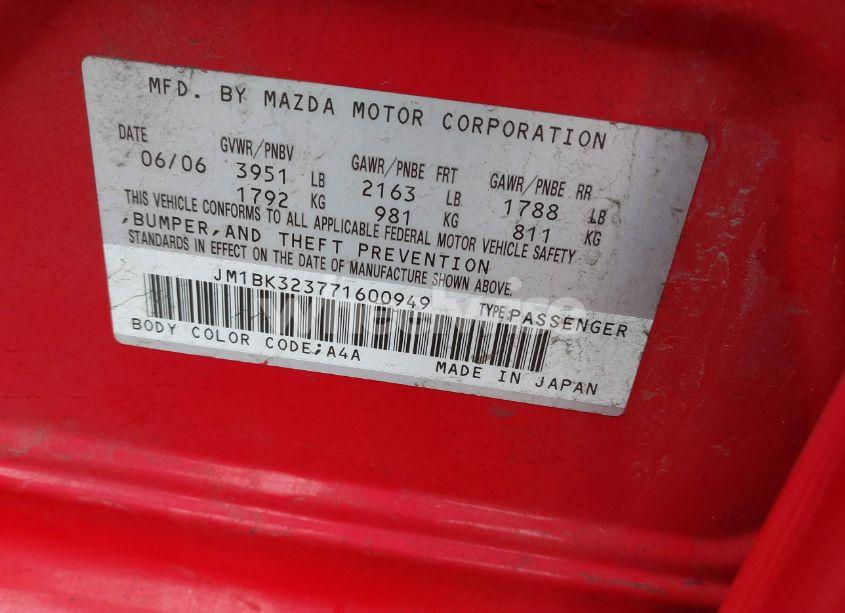 MFD. BY MAZDA MOTOR CORPORATION
DATE GVWR/PNBV GAWR/PNBE FRT GAWR/PNBE RR
06/06 3951 LB 2163 LB 1788 LB
1792 KG 981 KG 811 KG
THIS VEHICLE CONFORMS TO ALL APPLICABLE FEDERAL MOTOR VEHICLE SAFETY
,BUMPER,AND THEFT PREVENTION
STANDARDS IN EFFECT ON THE DATE OF MANUFACTURE SHOWN ABOVE.
JM1BK323771600949 TYPE:PASSENGER
BODY COLOR CODE;A4A
MADE IN JAPAN